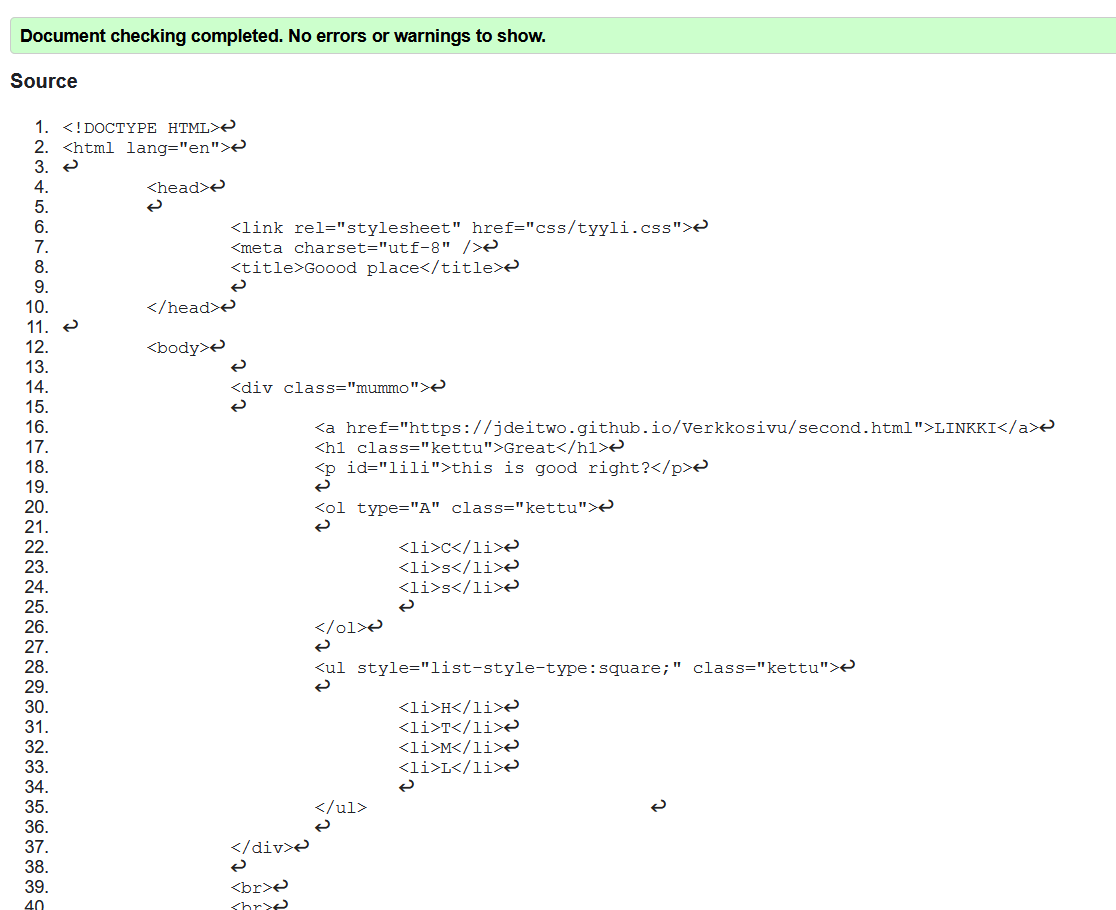 Document checking completed. No errors or warnings to show.
Source
1. <!DOCTYPE HTML>↩
2. <html lang="en">↩
3. ↩
4. <head>↩
5. ↩
6. <link rel="stylesheet" href="css/tyyli.css">↩
7. <meta charset="utf-8" />↩
8. <title>Goood place</title>↩
9. ↩
10. </head>↩
11. ↩
12. <body>↩
13. ↩
14. <div class="mummo">↩
15. ↩
16. <a href="https://jdeitwo.github.io/Verkkosivu/second.html">LINKKI</a>↩
17. <h1 class="kettu">Great</h1>↩
18. <p id="lili">this is good right?</p>↩
19. ↩
20. <ol type="A" class="kettu">↩
21. ↩
22. <li>C</li>↩
23. <li>s</li>↩
24. <li>s</li>↩
25. ↩
26. </ol>↩
27. ↩
28. <ul style="list-style-type:square;" class="kettu">↩
29. ↩
30. <li>H</li>↩
31. <li>T</li>↩
32. <li>M</li>↩
33. <li>L</li>↩
34. ↩
35. </ul> ↩
36. ↩
37. </div>↩
38. ↩
39. <br>↩
40. <br>↩